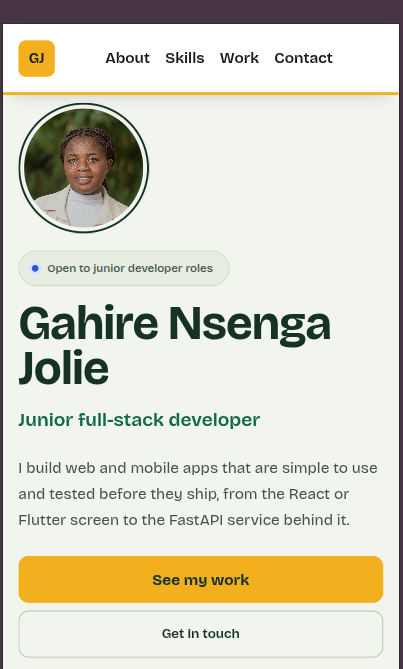 GJ
About Skills Work Contact
Open to junior developer roles
Gahire Nsenga
Jolie
Junior full-stack developer
I build web and mobile apps that are simple to use
and tested before they ship, from the React or
Flutter screen to the FastAPI service behind it.
See my work
Get in touch